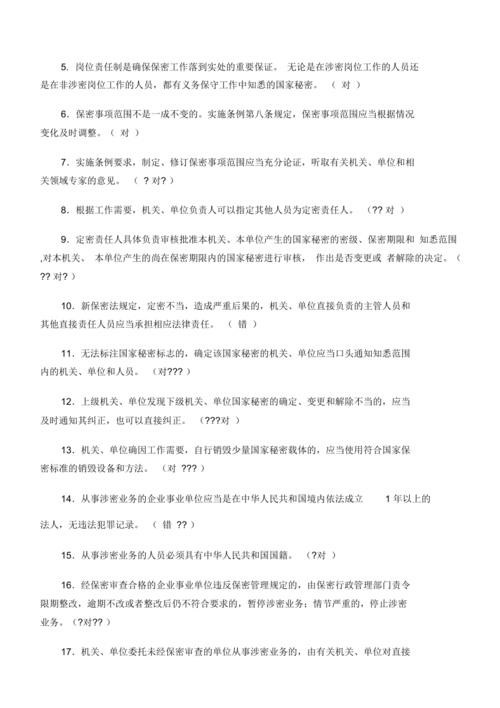 5．岗位责任制是确保保密工作落到实处的重要保证。 无论是在涉密岗位工作的人员还
是在非涉密岗位工作的人员，都有义务保守工作中知悉的国家秘密。（ 对 ）
6．保密事项范围不是一成不变的。实施条例第八条规定，保密事项范围应当根据情况
变化及时调整。（ 对 ）
7．实施条例要求，制定、修订保密事项范围应当充分论证，听取有关机关、单位和相
关领域专家的意见。（ ? 对? ）
8．根据工作需要，机关、单位负责人可以指定其他人员为定密责任人。（?? 对 ）
9．定密责任人具体负责审核批准本机关、本单位产生的国家秘密的密级、保密期限和 知悉范围
,对本机关、 本单位产生的尚在保密期限内的国家秘密进行审核， 作出是否变更或 者解除的决定。（
?? 对? ）
10．新保密法规定，定密不当，造成严重后果的，机关、单位直接负责的主管人员和
其他直接责任人员应当承担相应法律责任。（ 错 ）
11．无法标注国家秘密标志的，确定该国家秘密的机关、单位应当口头通知知悉范围
内的机关、单位和人员。（对??? ）
12．上级机关、单位发现下级机关、单位国家秘密的确定、变更和解除不当的，应当
及时通知其纠正，也可以直接纠正。（???对 ）
13．机关、单位确因工作需要，自行销毁少量国家秘密载体的，应当使用符合国家保
密标准的销毁设备和方法。（对 ??? ）
14．从事涉密业务的企业事业单位应当是在中华人民共和国境内依法成立 1 年以上的
法人，无违法犯罪记录。（ 错 ?? ）
15．从事涉密业务的人员必须具有中华人民共和国国籍。（?对 ）
16．经保密审查合格的企业事业单位违反保密管理规定的，由保密行政管理部门责令
限期整改，逾期不改或者整改后仍不符合要求的，暂停涉密业务；情节严重的，停止涉密
业务。（?对?? ）
17．机关、单位委托未经保密审查的单位从事涉密业务的，由有关机关、单位对直接